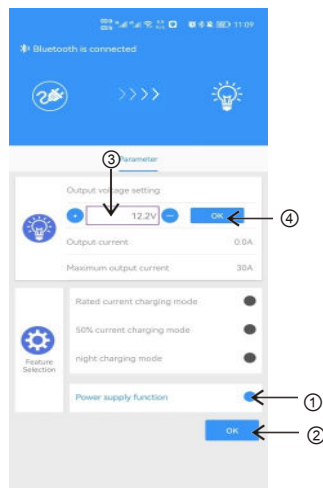 11:09
Bluetooth is connected
>>>>
③
Parameter
Output voltage setting
+ 12.2V − OK
④
Output current 0.0A
Maximum output current 30A
Rated current charging mode
50% current charging mode
night charging mode
Feature
Selection
Power supply function
①
OK
②